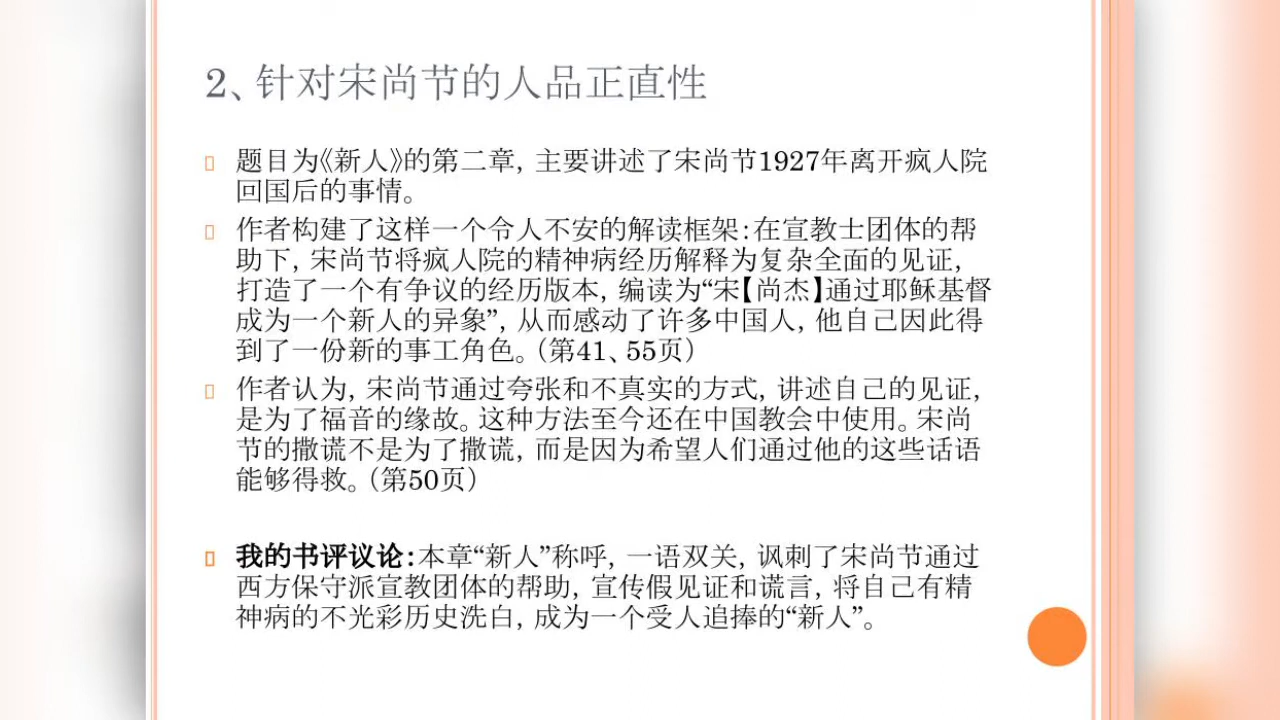 2、针对宋尚节的人品正直性
题目为《新人》的第二章, 主要讲述了宋尚节1927年离开疯人院
回国后的事情。
作者构建了这样一个令人不安的解读框架:在宣教士团体的帮
助下, 宋尚节将疯人院的精神病经历解释为复杂全面的见证,
打造了一个有争议的经历版本, 编读为“宋【尚杰】通过耶稣基督
成为一个新人的异象”, 从而感动了许多中国人, 他自己因此得
到了一份新的事工角色。(第41、55页)
作者认为, 宋尚节通过夸张和不真实的方式, 讲述自己的见证,
是为了福音的缘故。这种方法至今还在中国教会中使用。宋尚
节的撒谎不是为了撒谎, 而是因为希望人们通过他的这些话语
能够得救。(第50页)
我的书评议论:本章“新人”称呼, 一语双关, 讽刺了宋尚节通过
西方保守派宣教团体的帮助, 宣传假见证和谎言, 将自己有精
神病的不光彩历史洗白, 成为一个受人追捧的“新人”。